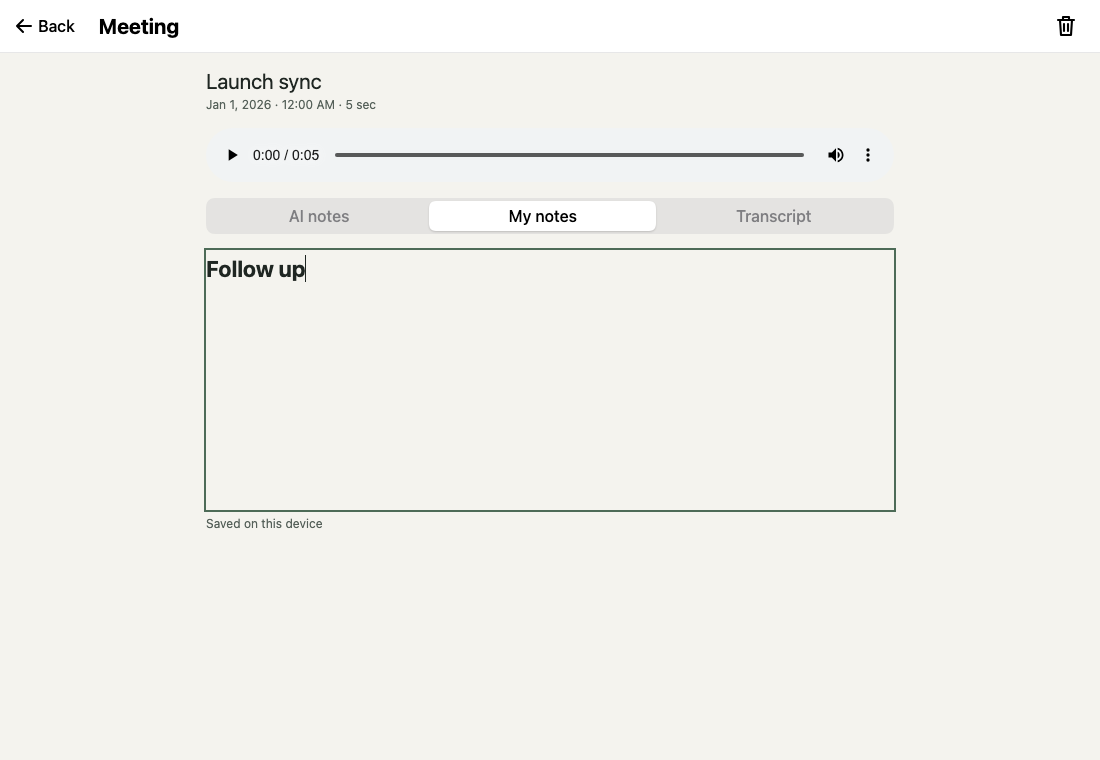 Back
Meeting
Launch sync
Jan 1, 2026 · 12:00 AM · 5 sec
0:00 / 0:05
AI notes
My notes
Transcript
Follow up
Saved on this device